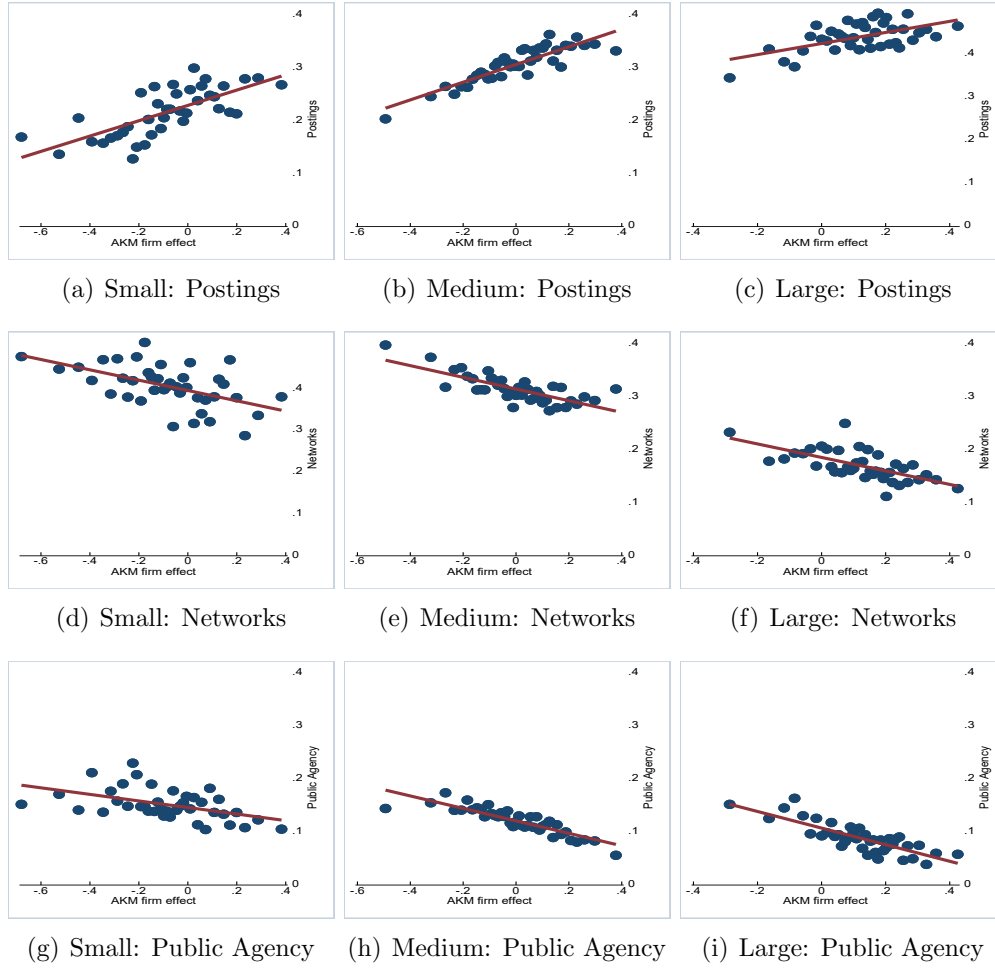 .4
.3
.2
.1
0
Postings
-.6 -.4 -.2 0 .2 .4
AKM firm effect
(a) Small: Postings
.4
.3
.2
.1
0
Postings
-.6 -.4 -.2 0 .2 .4
AKM firm effect
(b) Medium: Postings
.4
.4
.3
.2
.1
0
Postings
-.4 -.2 0 .2 .4
AKM firm effect
(c) Large: Postings
.4
.3
.2
.1
0
Networks
-.6 -.4 -.2 0 .2 .4
AKM firm effect
(d) Small: Networks
.4
.3
.2
.1
0
Networks
-.6 -.4 -.2 0 .2 .4
AKM firm effect
(e) Medium: Networks
.4
.3
.2
.1
0
Networks
-.4 -.2 0 .2 .4
AKM firm effect
(f) Large: Networks
.4
.3
.2
.1
0
Public Agency
-.6 -.4 -.2 0 .2 .4
AKM firm effect
(g) Small: Public Agency
.4
.3
.2
.1
0
Public Agency
-.6 -.4 -.2 0 .2 .4
AKM firm effect
(h) Medium: Public Agency
.4
.3
.2
.1
0
Public Agency
-.4 -.2 0 .2 .4
AKM firm effect
(i) Large: Public Agency